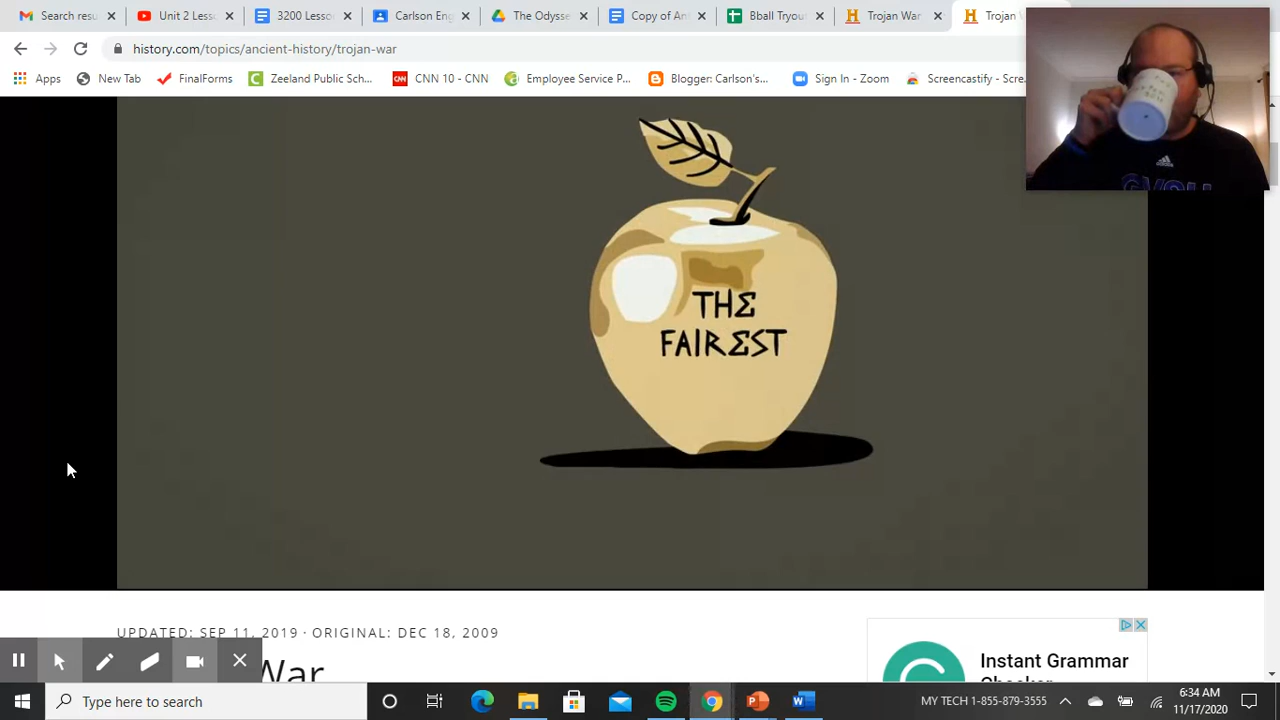 Search resu
Unit 2 Less
3200 Lesso
Carlson Eng
The Odysse
Copy of An
Bball Tryou
Trojan War
Trojan
history.com/topics/ancient-history/trojan-war
Apps
New Tab
FinalForms
Zeeland Public Sch...
CNN 10 - CNN
Employee Service P...
Blogger: Carlson's...
Sign In - Zoom
Screencastify - Scre...
THE
FAIREST
UPDATED: SEP 11, 2019 · ORIGINAL: DEC 18, 2009
War
Instant Grammar
Type here to search
MY TECH 1-855-879-3555
6:34 AM
11/17/2020